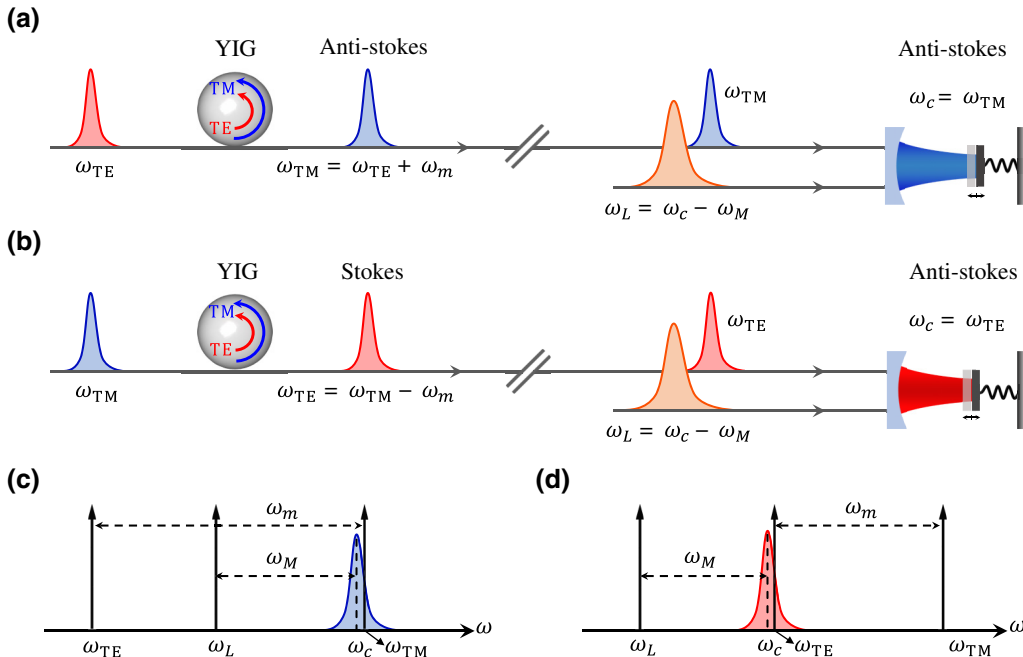 (a)
YIG Anti-stokes Anti-stokes
TM
TE
ω_TM
ω_c = ω_TM
ω_TE ω_TM = ω_TE + ω_m
ω_L = ω_c − ω_M
(b)
YIG Stokes Anti-stokes
TM
TE
ω_TE
ω_c = ω_TE
ω_TM ω_TE = ω_TM − ω_m
ω_L = ω_c − ω_M
(c)
ω_m
ω_M
ω_TE ω_L ω_c ω_TM ω
(d)
ω_m
ω_M
ω_L ω_c ω_TE ω_TM ω